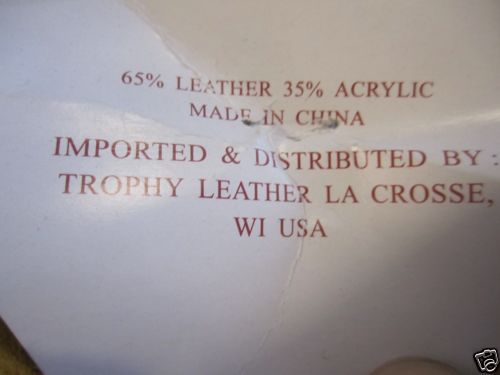 65% LEATHER 35% ACRYLIC
MADE IN CHINA
IMPORTED & DISTRIBUTED BY :
TROPHY LEATHER LA CROSSE,
WI USA